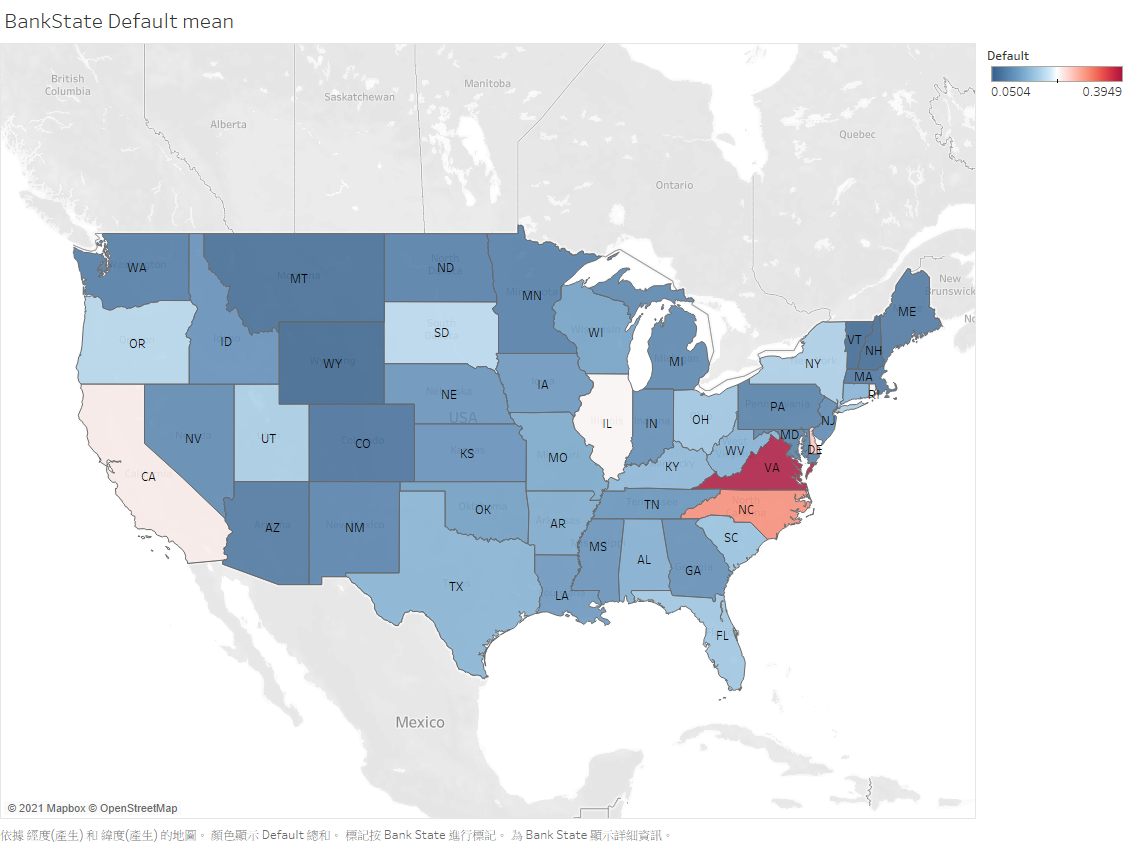 BankState Default mean
Default
0.0504 0.3949
British
Columbia
Alberta
Saskatchewan
Manitoba
Ontario
Quebec
New
Brunswick
WA
MT
ND
MN
ME
OR
ID
WY
SD
WI
MI
NY
VT
NH
MA
RI
NV
UT
CO
NE
USA
KS
IA
MO
IL
IN
OH
PA
NJ
MD
DE
WV
VA
KY
CA
AZ
NM
OK
AR
TN
NC
SC
TX
LA
MS
AL
GA
FL
Mexico
© 2021 Mapbox © OpenStreetMap
依據 經度(產生) 和 緯度(產生) 的地圖。 顏色顯示 Default 總和。 標記按 Bank State 進行標記。 為 Bank State 顯示詳細資訊。